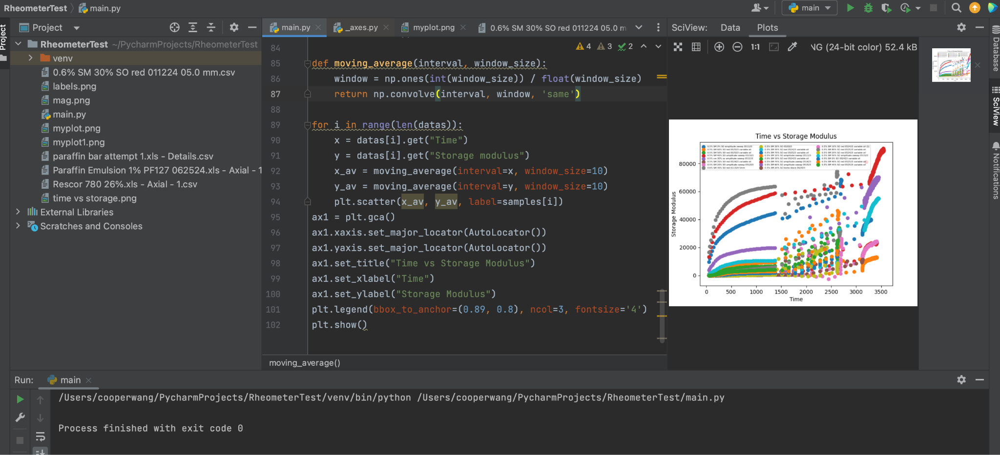 RheometerTest
main.py
main
Project
main.py
_axes.py
myplot.png
0.6% SM 30% SO red 011224 05.0 m
SciView:
Data
Plots
Project
RheometerTest ~/PycharmProjects/RheometerTest
venv
0.6% SM 30% SO red 011224 05.0 mm.csv
labels.png
mag.png
main.py
myplot.png
myplot1.png
paraffin bar attempt 1.xls - Details.csv
Paraffin Emulsion 1% PF127 062524.xls - Axial - 1
Rescor 780 26%.xls - Axial - 1.csv
time vs storage.png
External Libraries
Scratches and Consoles
4 3 2
84
85 def moving_average(interval, window_size):
86 window = np.ones(int(window_size)) / float(window_size)
87 return np.convolve(interval, window, 'same')
88
89 for i in range(len(datas)):
90 x = datas[i].get("Time")
91 y = datas[i].get("Storage modulus")
92 x_av = moving_average(interval=x, window_size=10)
93 y_av = moving_average(interval=y, window_size=10)
94 plt.scatter(x_av, y_av, label=samples[i])
95 ax1 = plt.gca()
96 ax1.xaxis.set_major_locator(AutoLocator())
97 ax1.yaxis.set_major_locator(AutoLocator())
98 ax1.set_title("Time vs Storage Modulus")
99 ax1.set_xlabel("Time")
100 ax1.set_ylabel("Storage Modulus")
101 plt.legend(bbox_to_anchor=(0.89, 0.8), ncol=3, fontsize='4')
102 plt.show()
moving_average()
1:1
NG (24-bit color) 52.4 kB
Time vs Storage Modulus
Storage Modulus
80000
60000
40000
20000
0
0 500 1000 1500 2000 2500 3000 3500
Time
Database
SciView
Notifications
Run:
main
/Users/cooperwang/PycharmProjects/RheometerTest/venv/bin/python /Users/cooperwang/PycharmProjects/RheometerTest/main.py
Process finished with exit code 0